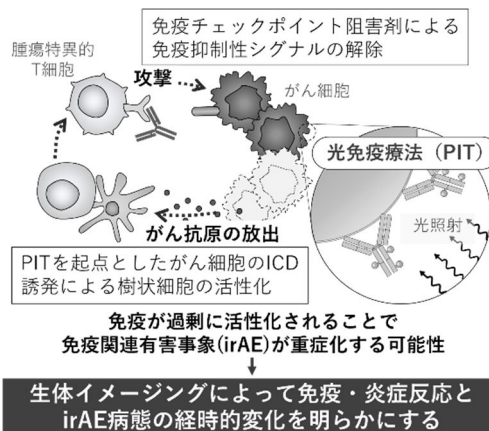 免疫チェックポイント阻害剤による
免疫抑制性シグナルの解除
腫瘍特異的
T細胞
攻撃
がん細胞
光免疫療法（PIT）
光照射
がん抗原の放出
PITを起点としたがん細胞のICD
誘発による樹状細胞の活性化
免疫が過剰に活性化されることで
免疫関連有害事象(irAE)が重症化する可能性
生体イメージングによって免疫・炎症反応と
irAE病態の経時的変化を明らかにする